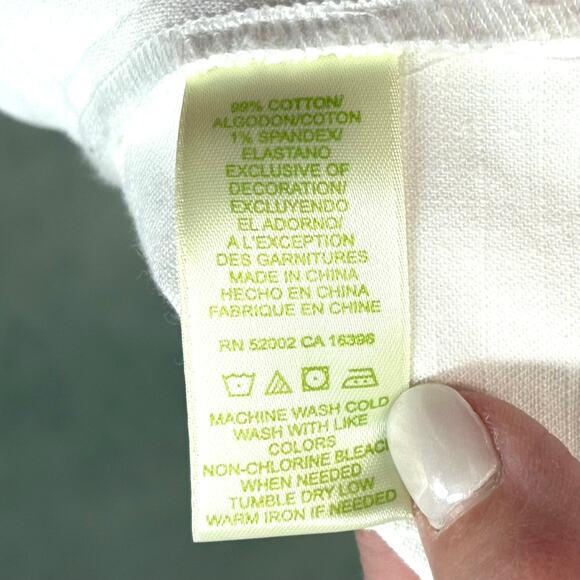 99% COTTON/
ALGODON/COTON
1% SPANDEX/
ELASTANO
EXCLUSIVE OF
DECORATION/
EXCLUYENDO
EL ADORNO/
A L'EXCEPTION
DES GARNITURES
MADE IN CHINA
HECHO EN CHINA
FABRIQUE EN CHINE
RN 52002 CA 16396
MACHINE WASH COLD
WASH WITH LIKE
COLORS
NON-CHLORINE BLEACH
WHEN NEEDED
TUMBLE DRY LOW
WARM IRON IF NEEDED